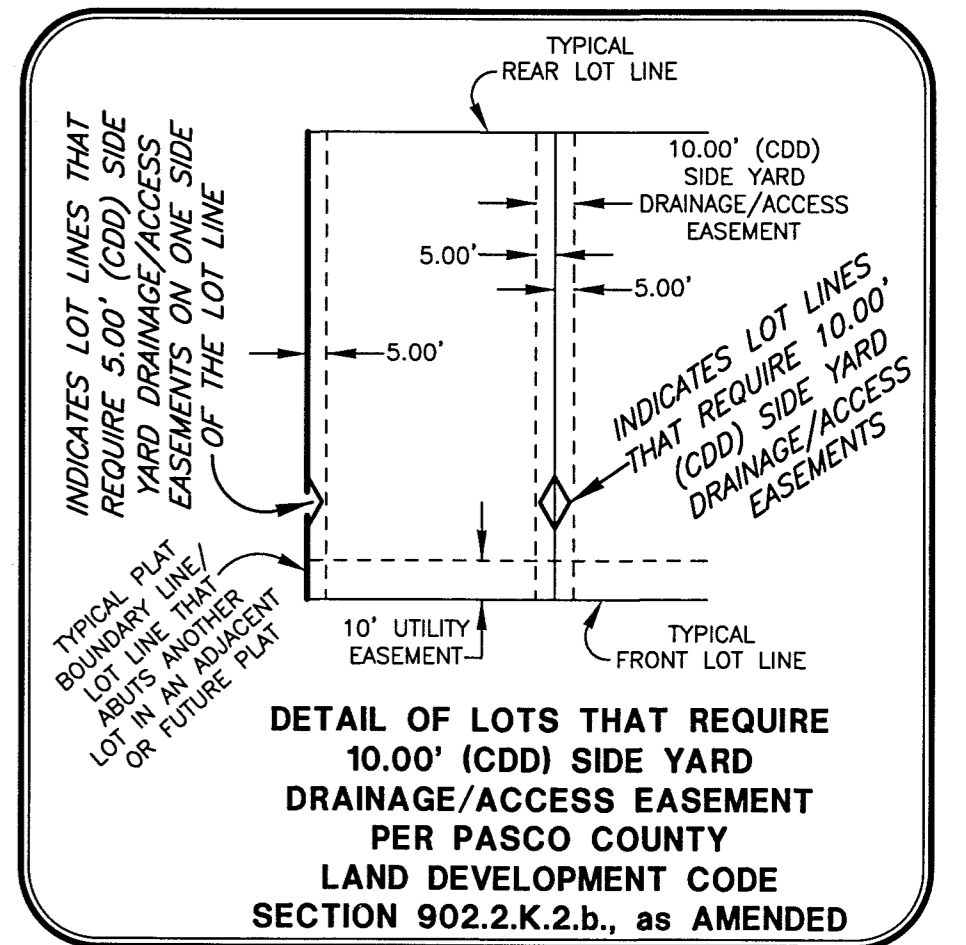 TYPICAL
REAR LOT LINE
INDICATES LOT LINES THAT
REQUIRE 5.00' (CDD) SIDE
YARD DRAINAGE/ACCESS
EASEMENTS ON ONE SIDE
OF THE LOT LINE
10.00' (CDD)
SIDE YARD
DRAINAGE/ACCESS
EASEMENT
5.00'
5.00'
5.00'
INDICATES LOT LINES
THAT REQUIRE 10.00'
(CDD) SIDE YARD
DRAINAGE/ACCESS
EASEMENTS
TYPICAL PLAT
BOUNDARY LINE/
LOT LINE THAT
ABUTS ANOTHER
LOT IN AN ADJACENT
OR FUTURE PLAT
10' UTILITY
EASEMENT
TYPICAL
FRONT LOT LINE
DETAIL OF LOTS THAT REQUIRE
10.00' (CDD) SIDE YARD
DRAINAGE/ACCESS EASEMENT
PER PASCO COUNTY
LAND DEVELOPMENT CODE
SECTION 902.2.K.2.b., as AMENDED